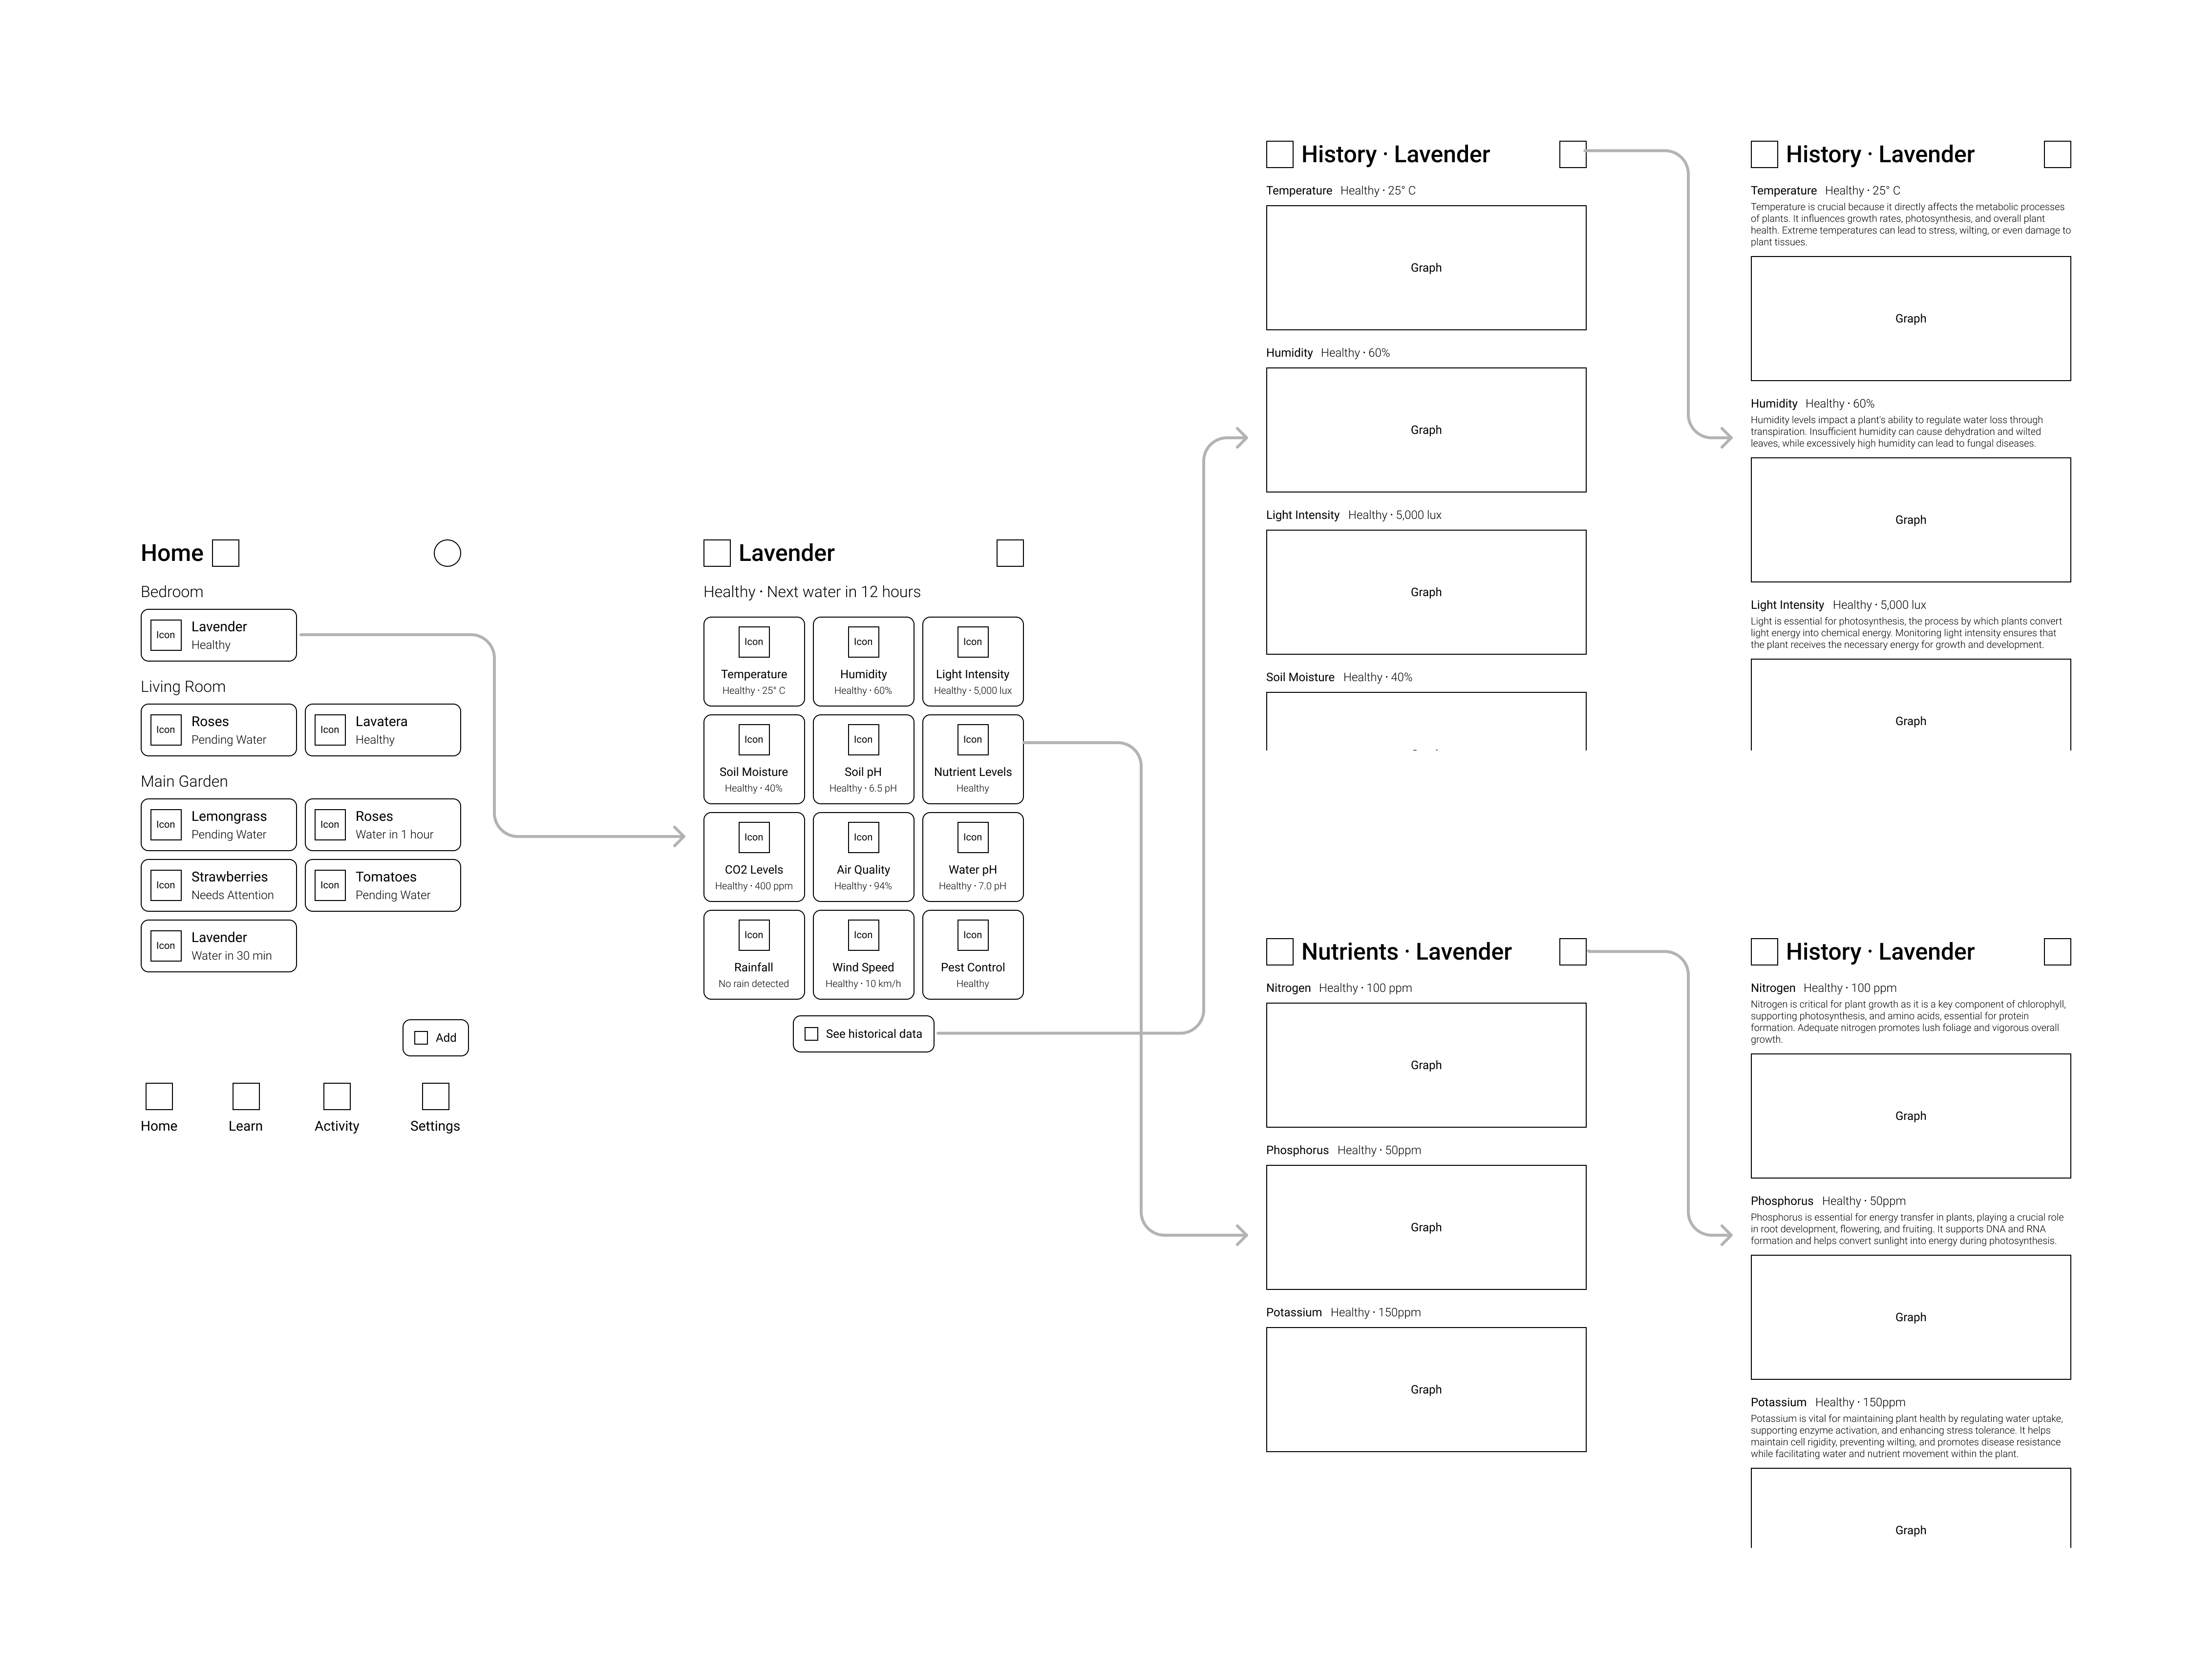 Home
Bedroom
Icon
Lavender
Healthy
Living Room
Icon
Roses
Pending Water
Icon
Lavatera
Healthy
Main Garden
Icon
Lemongrass
Pending Water
Icon
Roses
Water in 1 hour
Icon
Strawberries
Needs Attention
Icon
Tomatoes
Pending Water
Icon
Lavender
Water in 30 min
Add
Home
Learn
Activity
Settings
Lavender
Healthy · Next water in 12 hours
Icon
Temperature
Healthy · 25° C
Icon
Humidity
Healthy · 60%
Icon
Light Intensity
Healthy · 5,000 lux
Icon
Soil Moisture
Healthy · 40%
Icon
Soil pH
Healthy · 6.5 pH
Icon
Nutrient Levels
Healthy
Icon
CO2 Levels
Healthy · 400 ppm
Icon
Air Quality
Healthy · 94%
Icon
Water pH
Healthy · 7.0 pH
Icon
Rainfall
No rain detected
Icon
Wind Speed
Healthy · 10 km/h
Icon
Pest Control
Healthy
See historical data
History · Lavender
Temperature Healthy · 25° C
Graph
Humidity Healthy · 60%
Graph
Light Intensity Healthy · 5,000 lux
Graph
Soil Moisture Healthy · 40%
History · Lavender
Temperature Healthy · 25° C
Temperature is crucial because it directly affects the metabolic processes
of plants. It influences growth rates, photosynthesis, and overall plant
health. Extreme temperatures can lead to stress, wilting, or even damage to
plant tissues.
Graph
Humidity Healthy · 60%
Humidity levels impact a plant's ability to regulate water loss through
transpiration. Insufficient humidity can cause dehydration and wilted
leaves, while excessively high humidity can lead to fungal diseases.
Graph
Light Intensity Healthy · 5,000 lux
Light is essential for photosynthesis, the process by which plants convert
light energy into chemical energy. Monitoring light intensity ensures that
the plant receives the necessary energy for growth and development.
Graph
Nutrients · Lavender
Nitrogen Healthy · 100 ppm
Graph
Phosphorus Healthy · 50ppm
Graph
Potassium Healthy · 150ppm
Graph
History · Lavender
Nitrogen Healthy · 100 ppm
Nitrogen is critical for plant growth as it is a key component of chlorophyll,
supporting photosynthesis, and amino acids, essential for protein
formation. Adequate nitrogen promotes lush foliage and vigorous overall
growth.
Graph
Phosphorus Healthy · 50ppm
Phosphorus is essential for energy transfer in plants, playing a crucial role
in root development, flowering, and fruiting. It supports DNA and RNA
formation and helps convert sunlight into energy during photosynthesis.
Graph
Potassium Healthy · 150ppm
Potassium is vital for maintaining plant health by regulating water uptake,
supporting enzyme activation, and enhancing stress tolerance. It helps
maintain cell rigidity, preventing wilting, and promotes disease resistance
while facilitating water and nutrient movement within the plant.
Graph